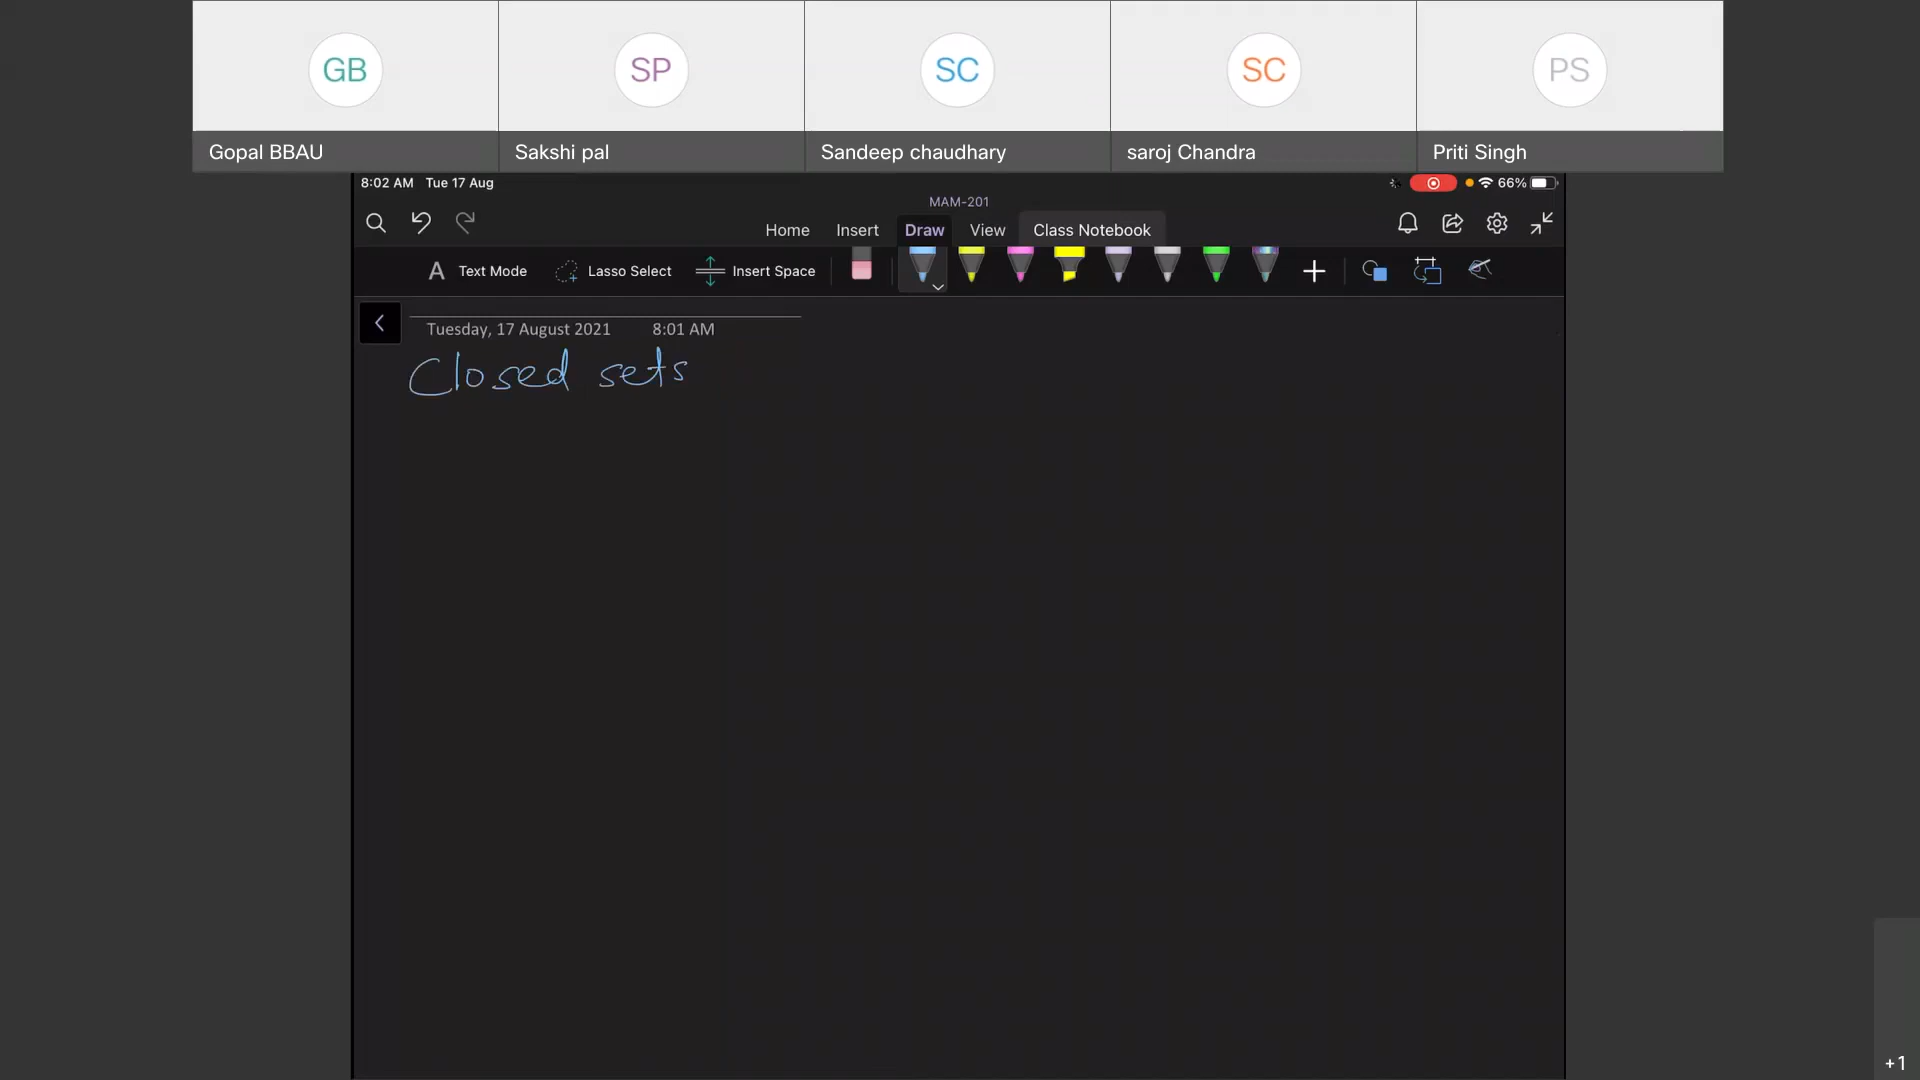 GB SP SC SC PS
Gopal BBAU Sakshi pal Sandeep chaudhary saroj Chandra Priti Singh
8:02 AM Tue 17 Aug 66%
MAM-201
Home Insert Draw View Class Notebook
A Text Mode Lasso Select Insert Space
Tuesday, 17 August 2021 8:01 AM
Closed sets
+1